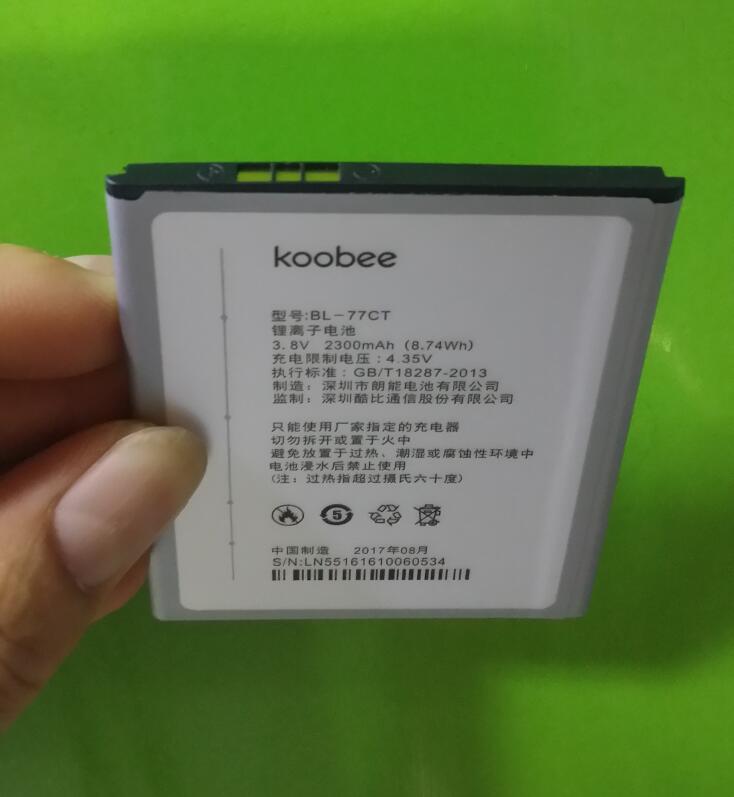 koobee
型号:BL-77CT
锂离子电池
3.8V 2300mAh (8.74Wh)
充电限制电压:4.35V
执行标准:GB/T18287-2013
制造:深圳市朗能电池有限公司
监制:深圳酷比通信股份有限公司
只能使用厂家指定的充电器
切勿拆开或置于火中
避免放置于过热、潮湿或腐蚀性环境中
电池浸水后禁止使用
(注:过热指超过摄氏六十度)
5
中国制造 2017年08月
S/N:LN55161610060534